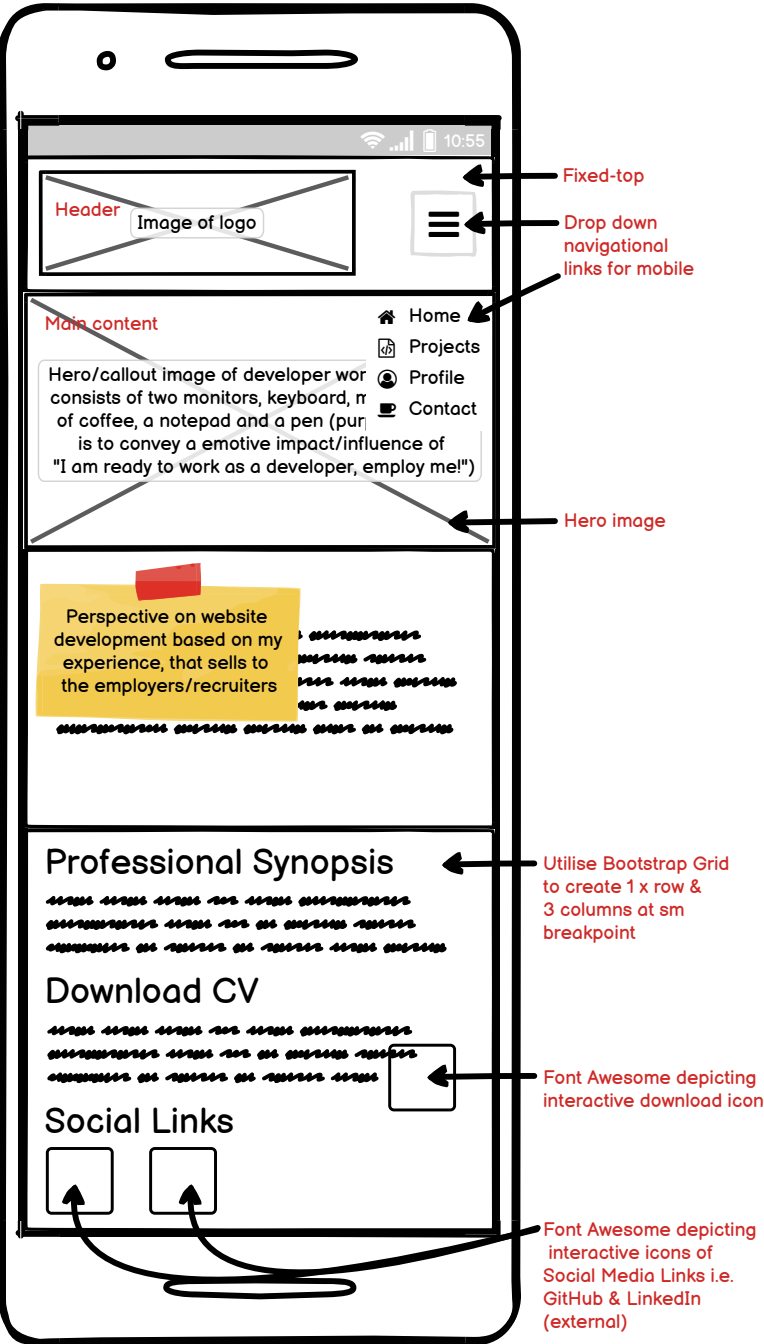 10:55
Fixed-top
Header
Image of logo
Drop down
navigational
links for mobile
Main content
Home
Projects
Profile
Contact
Hero/callout image of developer wor
consists of two monitors, keyboard, m
of coffee, a notepad and a pen (pur
is to convey a emotive impact/influence of
"I am ready to work as a developer, employ me!")
Hero image
Perspective on website
development based on my
experience, that sells to
the employers/recruiters
Professional Synopsis
Utilise Bootstrap Grid
to create 1 x row &
3 columns at sm
breakpoint
Download CV
Font Awesome depicting
interactive download icon
Social Links
Font Awesome depicting
interactive icons of
Social Media Links i.e.
GitHub & LinkedIn
(external)